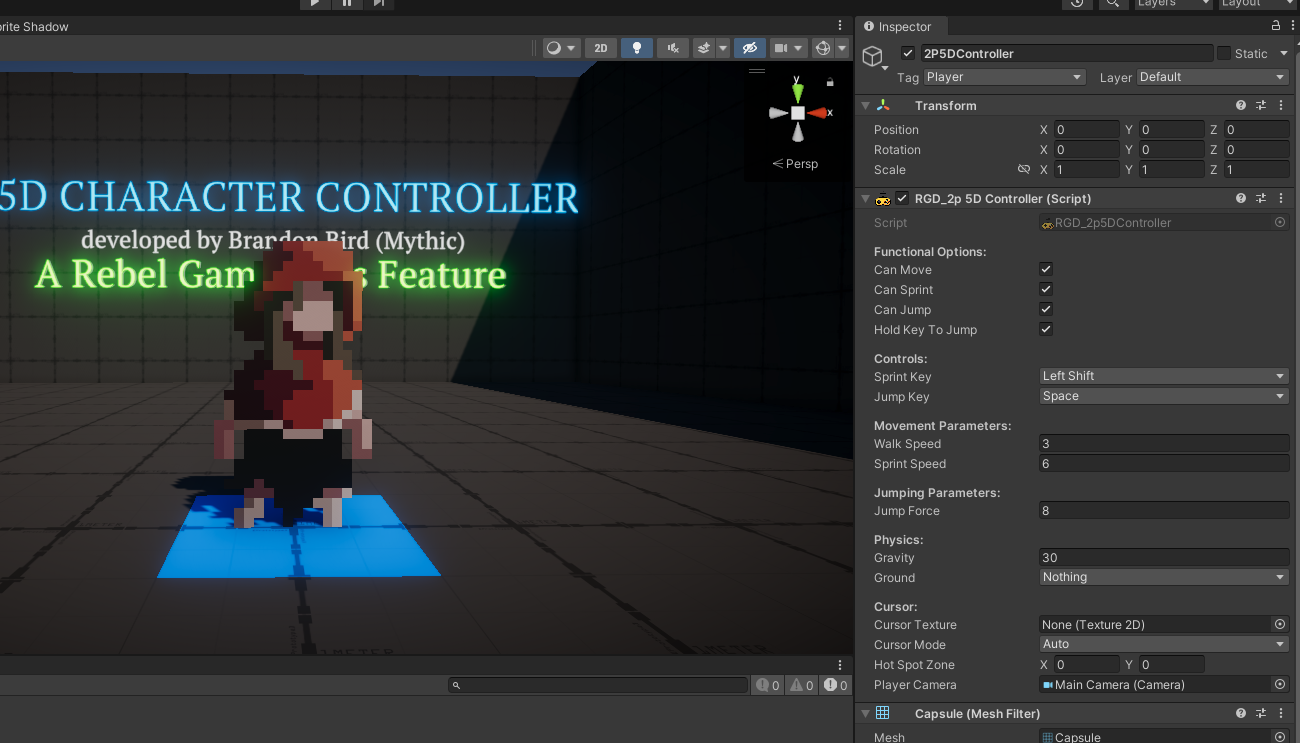 Layers
Layout
orite Shadow
2D
Inspector
2P5DController
Static
Tag Player
Layer Default
Transform
Position X 0 Y 0 Z 0
Rotation X 0 Y 0 Z 0
Scale X 1 Y 1 Z 1
y
x
Persp
RGD_2p 5D Controller (Script)
Script RGD_2p5DController
Functional Options:
Can Move
Can Sprint
Can Jump
Hold Key To Jump
Controls:
Sprint Key Left Shift
Jump Key Space
Movement Parameters:
Walk Speed 3
Sprint Speed 6
Jumping Parameters:
Jump Force 8
Physics:
Gravity 30
Ground Nothing
Cursor:
Cursor Texture None (Texture 2D)
Cursor Mode Auto
Hot Spot Zone X 0 Y 0
Player Camera Main Camera (Camera)
Capsule (Mesh Filter)
Mesh Capsule
5D CHARACTER CONTROLLER
developed by Brandon Bird (Mythic)
A Rebel Gam s Feature
1METER
1METER
0 0 0